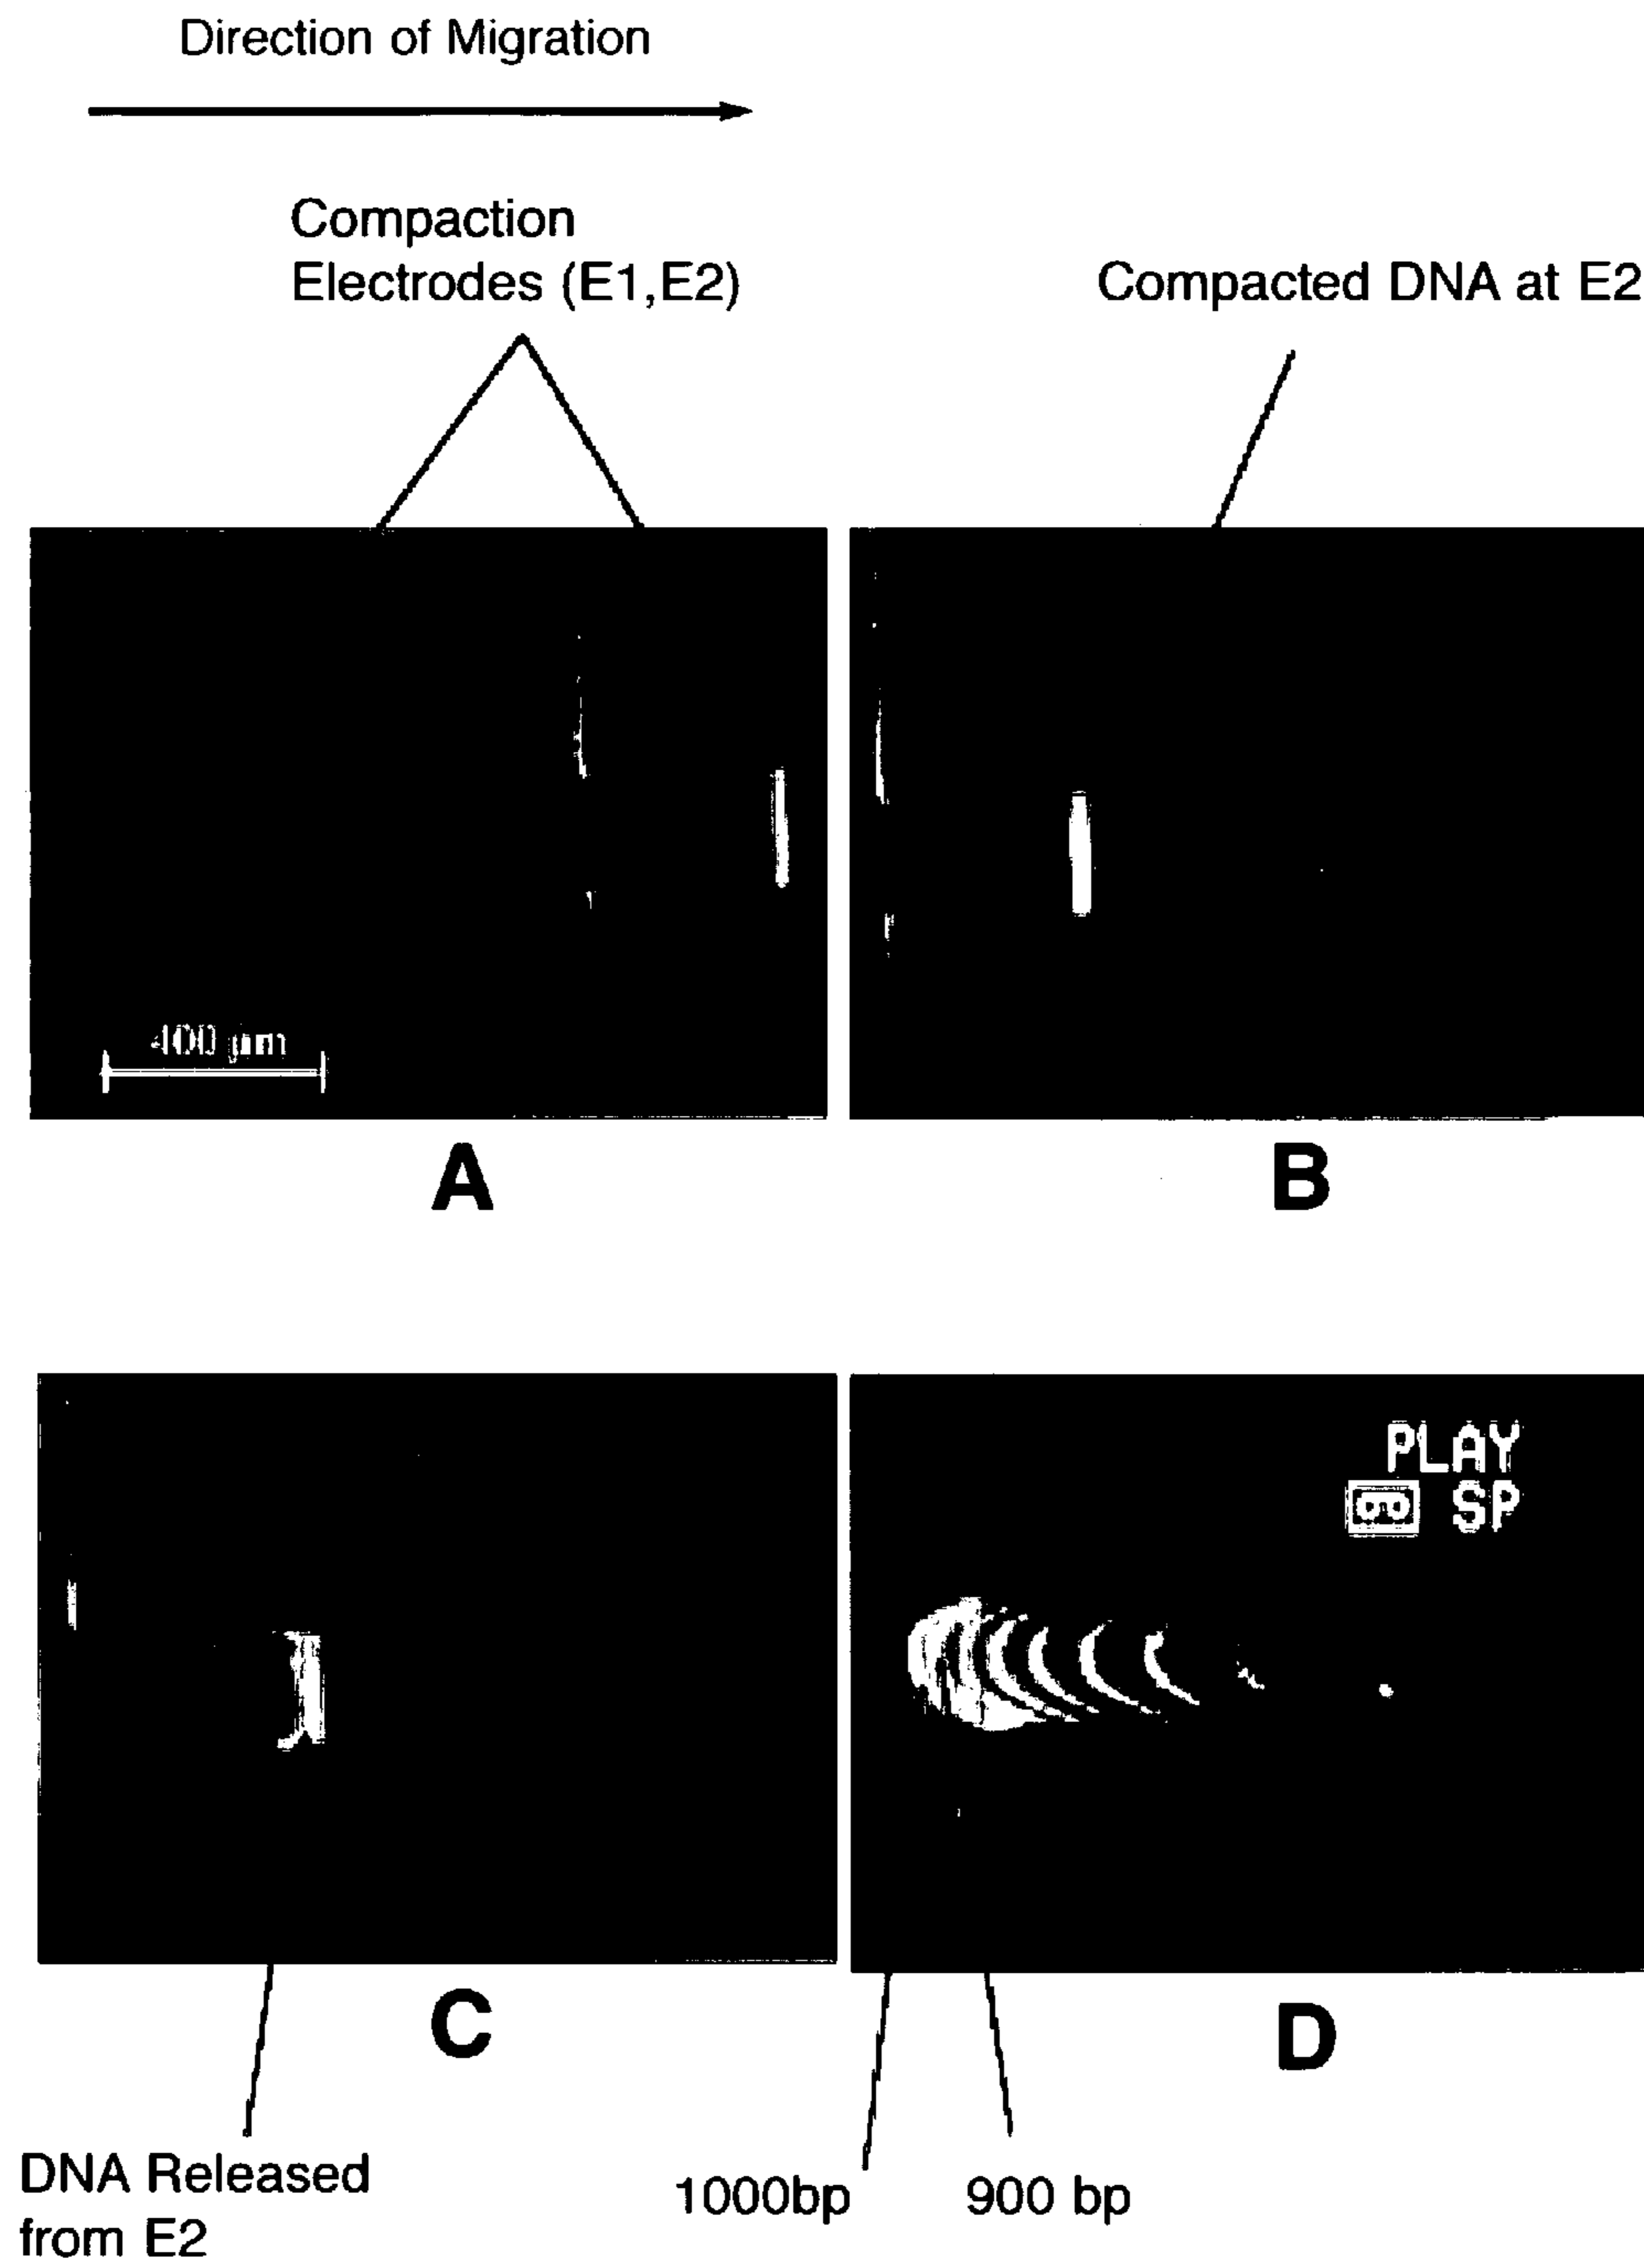 Direction of Migration
Compaction
Electrodes (E1,E2)
Compacted DNA at E2
400 µm
A
B
PLAY
SP
C
D
DNA Released
from E2
1000bp
900 bp